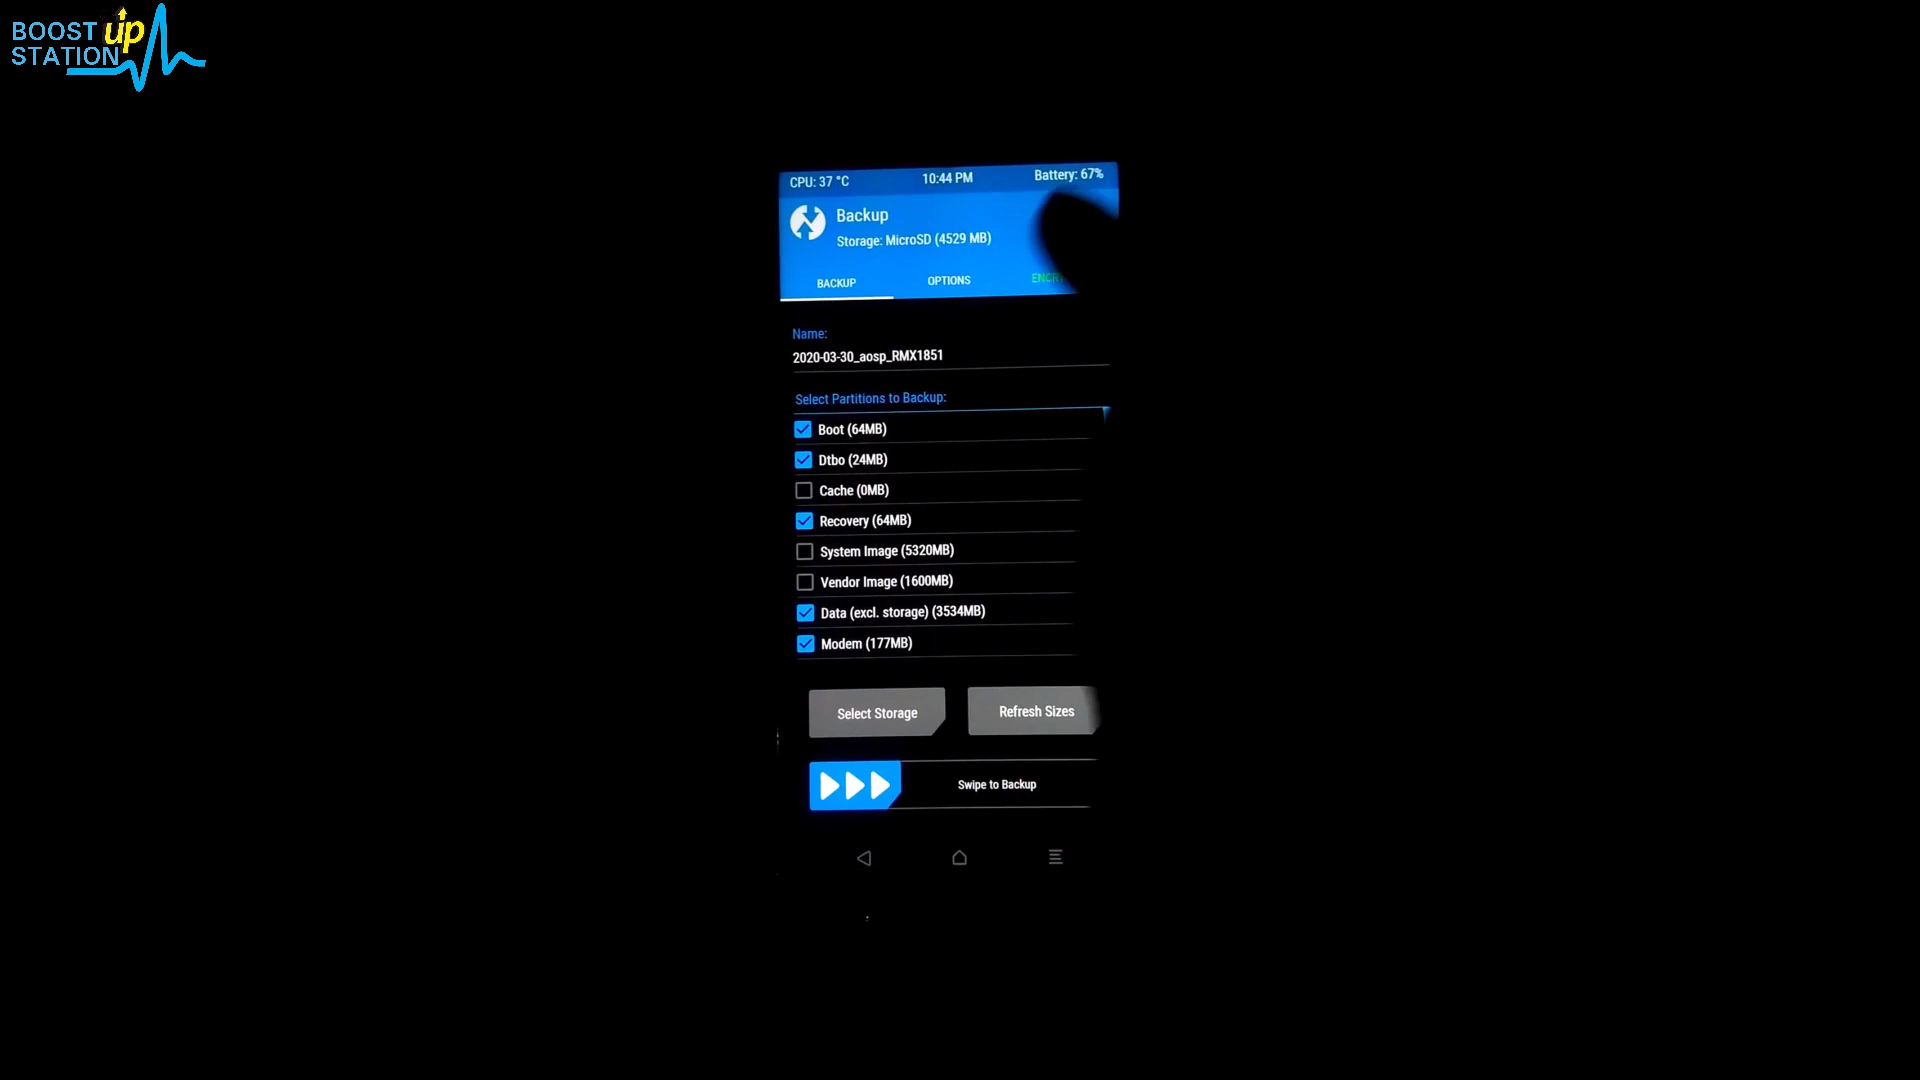 BOOST up
STATION
CPU: 37 °C 10:44 PM Battery: 67%
Backup
Storage: MicroSD (4529 MB)
BACKUP OPTIONS
Name:
2020-03-30_aosp_RMX1851
Select Partitions to Backup:
Boot (64MB)
Dtbo (24MB)
Cache (0MB)
Recovery (64MB)
System Image (5320MB)
Vendor Image (1600MB)
Data (excl. storage) (3534MB)
Modem (177MB)
Select Storage Refresh Sizes
Swipe to Backup